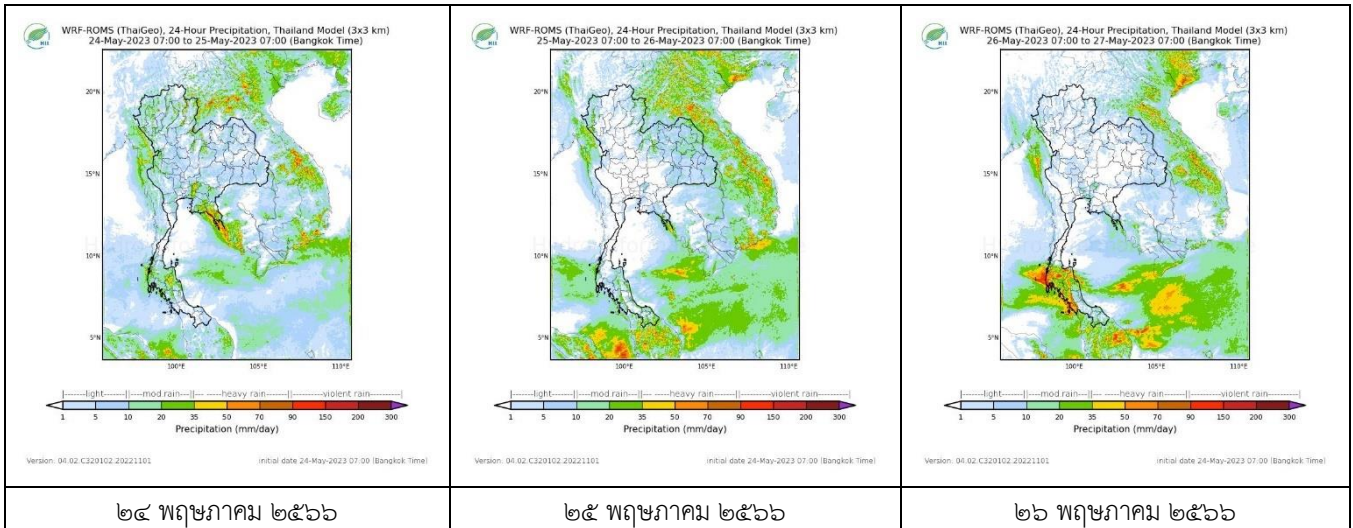 WRF-ROMS (ThaiGeo), 24-Hour Precipitation, Thailand Model (3x3 km)
24-May-2023 07:00 to 25-May-2023 07:00 (Bangkok Time)
HII
20°N
15°N
10°N
5°N
100°E 105°E 110°E
|-------light------||---mod rain---||--- ---heavy rain---- ---||---violent rain----|
1 5 10 20 35 50 70 90 150 200 300
Precipitation (mm/day)
Version: 04.02.C320102.20221101 initial date 24-May-2023 07:00 (Bangkok Time)
๒๔ พฤษภาคม ๒๕๖๖
WRF-ROMS (ThaiGeo), 24-Hour Precipitation, Thailand Model (3x3 km)
25-May-2023 07:00 to 26-May-2023 07:00 (Bangkok Time)
HII
20°N
15°N
10°N
5°N
100°E 105°E 110°E
|-------light------||---mod rain---||--- ---heavy rain---- ---||---violent rain----|
1 5 10 20 35 50 70 90 150 200 300
Precipitation (mm/day)
Version: 04.02.C320102.20221101 initial date 24-May-2023 07:00 (Bangkok Time)
๒๕ พฤษภาคม ๒๕๖๖
WRF-ROMS (ThaiGeo), 24-Hour Precipitation, Thailand Model (3x3 km)
26-May-2023 07:00 to 27-May-2023 07:00 (Bangkok Time)
HII
20°N
15°N
10°N
5°N
100°E 105°E 110°E
|-------light------||---mod rain---||--- ---heavy rain---- ---||---violent rain----|
1 5 10 20 35 50 70 90 150 200 300
Precipitation (mm/day)
Version: 04.02.C320102.20221101 initial date 24-May-2023 07:00 (Bangkok Time)
๒๖ พฤษภาคม ๒๕๖๖